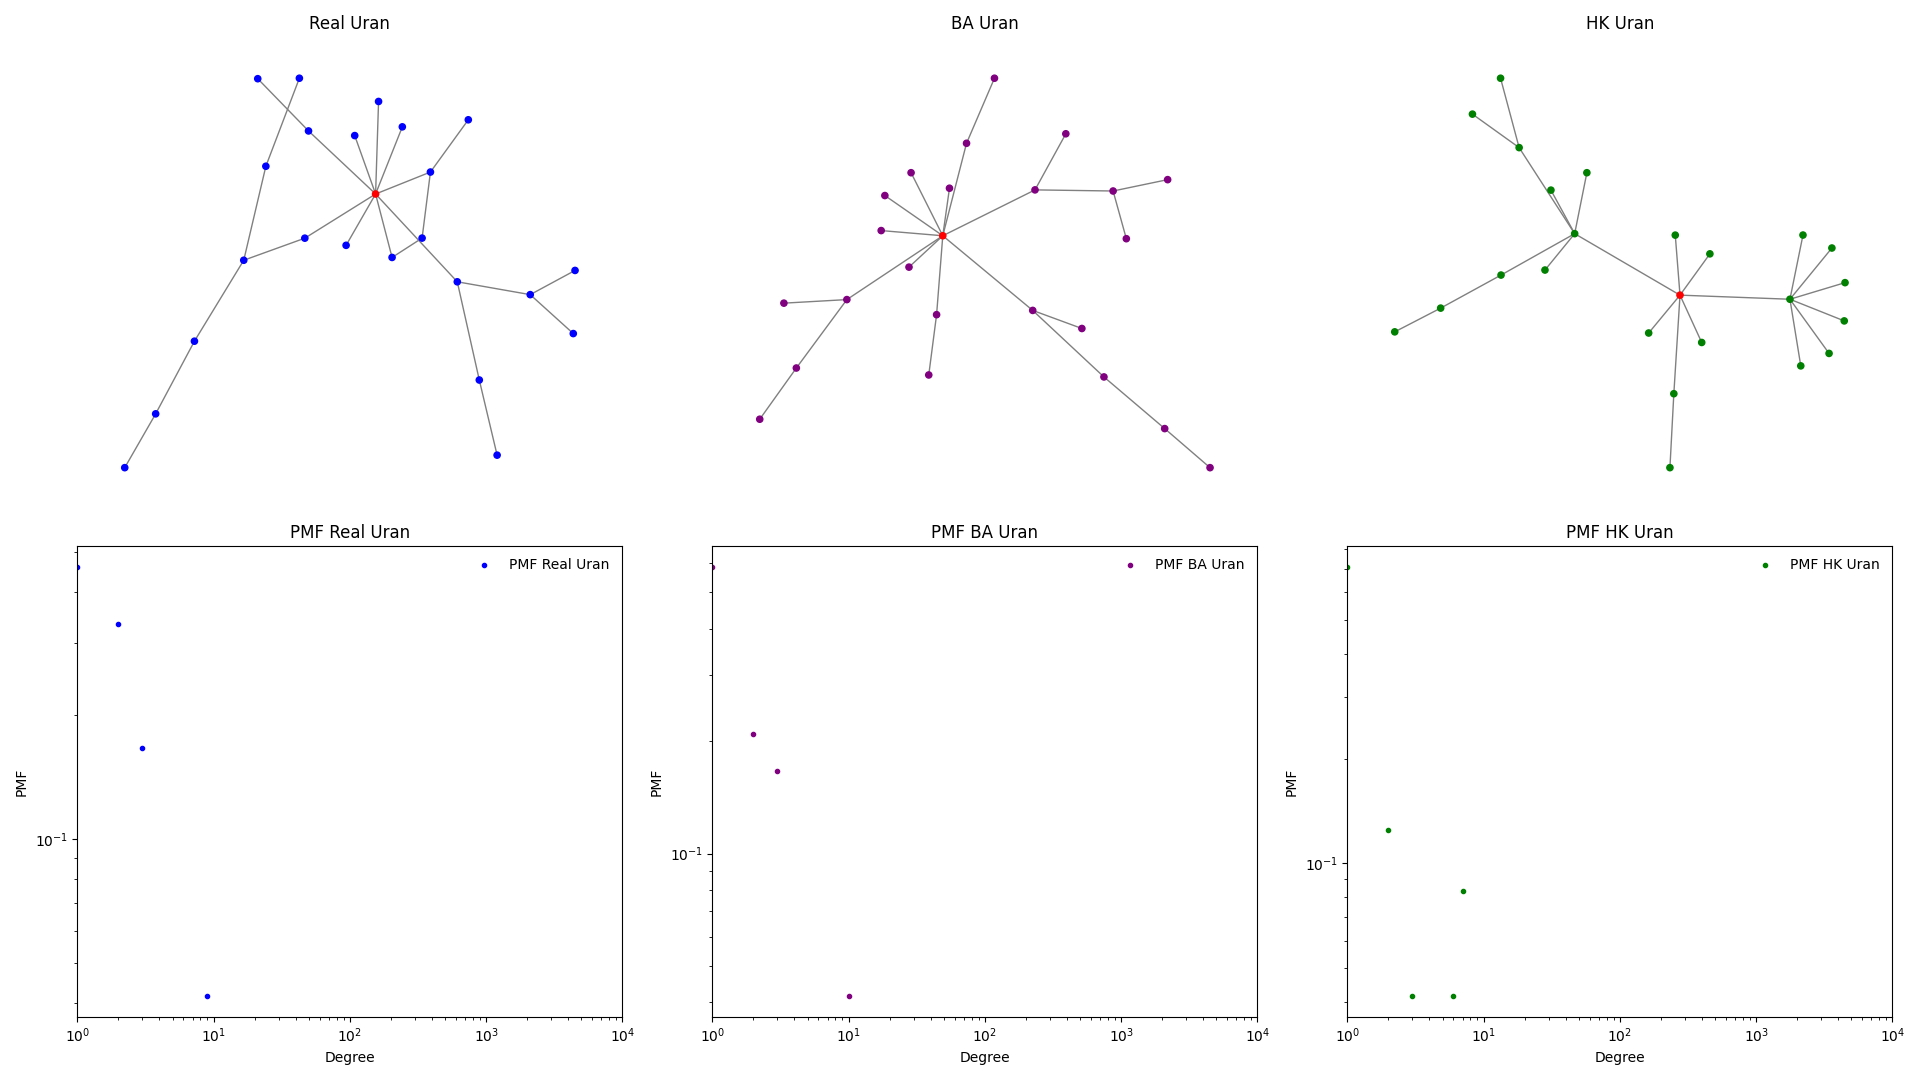 Real Uran
BA Uran
HK Uran
PMF Real Uran
PMF Real Uran
PMF
10⁻¹
10⁰ 10¹ 10² 10³ 10⁴
Degree
PMF BA Uran
PMF BA Uran
PMF
10⁻¹
10⁰ 10¹ 10² 10³ 10⁴
Degree
PMF HK Uran
PMF HK Uran
PMF
10⁻¹
10⁰ 10¹ 10² 10³ 10⁴
Degree